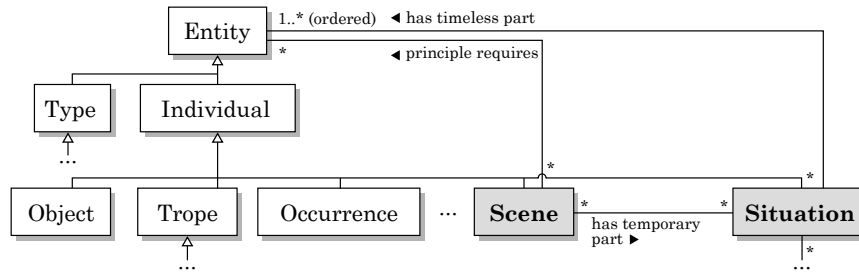 Entity
1..* (ordered) ◄ has timeless part
* ◄ principle requires
Type
Individual
...
* *
Object
Trope
Occurrence
...
Scene
* *
Situation
has temporary
part ►
*
...
...